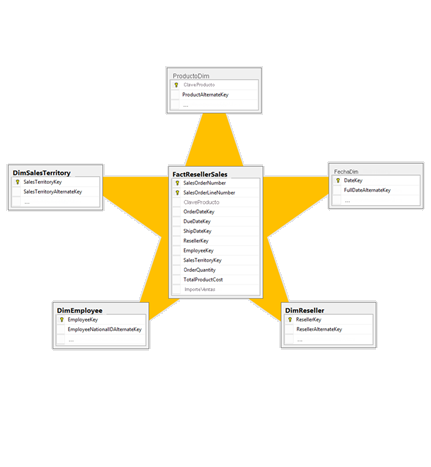 ProductoDim
ClaveProducto
ProductAlternateKey
...
DimSalesTerritory
SalesTerritoryKey
SalesTerritoryAlternateKey
...
FactResellerSales
SalesOrderNumber
SalesOrderLineNumber
ClaveProducto
OrderDateKey
DueDateKey
ShipDateKey
ResellerKey
EmployeeKey
SalesTerritoryKey
OrderQuantity
TotalProductCost
FechaDim
DateKey
FullDateAlternateKey
...
DimEmployee
EmployeeKey
EmployeeNationalIDAlternateKey
...
DimReseller
ResellerKey
ResellerAlternateKey
...